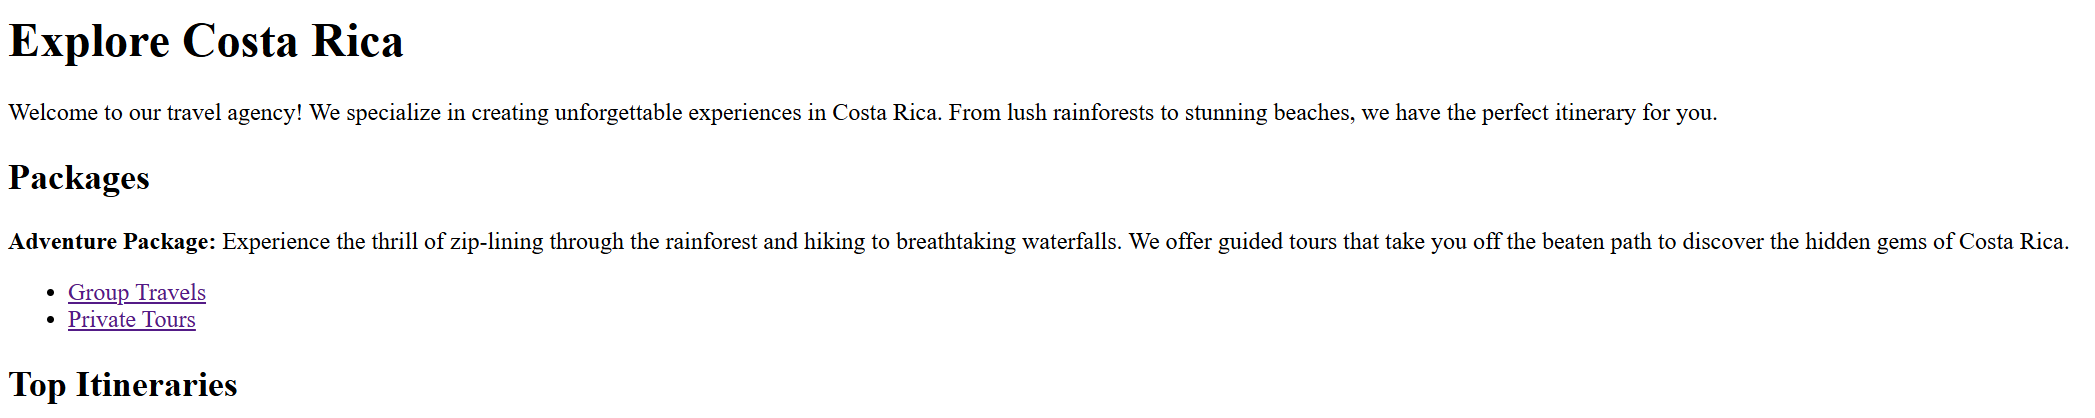 Explore Costa Rica
Welcome to our travel agency! We specialize in creating unforgettable experiences in Costa Rica. From lush rainforests to stunning beaches, we have the perfect itinerary for you.
Packages
Adventure Package: Experience the thrill of zip-lining through the rainforest and hiking to breathtaking waterfalls. We offer guided tours that take you off the beaten path to discover the hidden gems of Costa Rica.
• Group Travels
• Private Tours
Top Itineraries